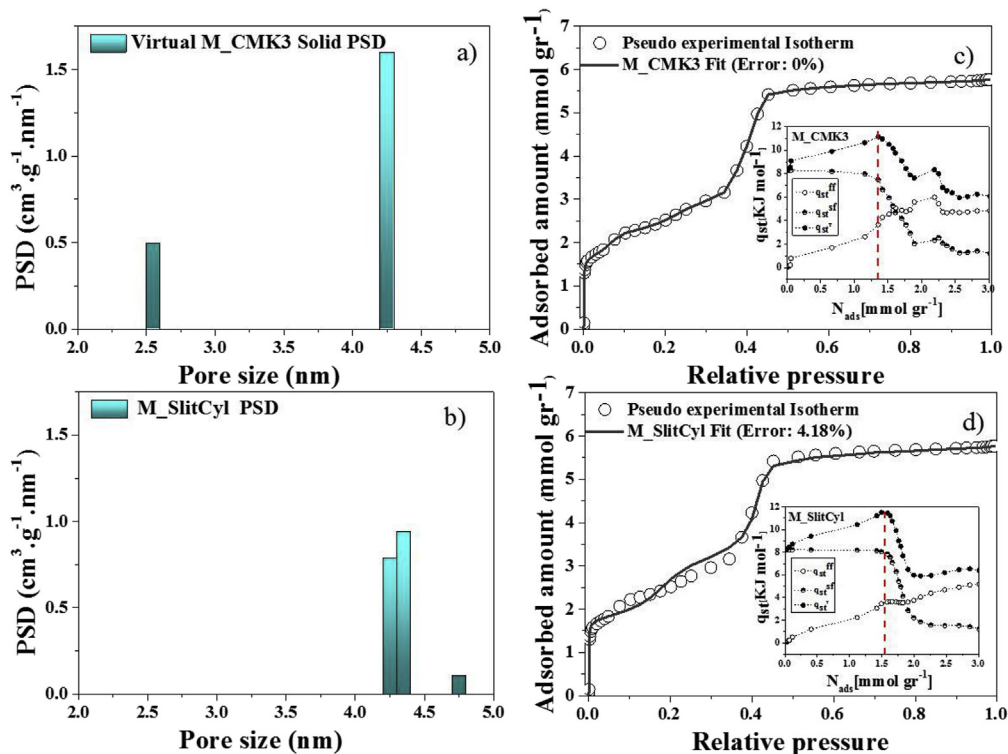 Virtual M_CMK3 Solid PSD
a)
PSD (cm³·g⁻¹·nm⁻¹)
1.5
1.0
0.5
0.0
2.0 2.5 3.0 3.5 4.0 4.5 5.0
Pore size (nm)
M_SlitCyl PSD
b)
PSD (cm³·g⁻¹·nm⁻¹)
1.5
1.0
0.5
0.0
2.0 2.5 3.0 3.5 4.0 4.5 5.0
Pore size (nm)
Pseudo experimental Isotherm
M_CMK3 Fit (Error: 0%)
c)
Adsorbed amount (mmol gr⁻¹)
7
6
5
4
3
2
1
0
0.0 0.2 0.4 0.6 0.8 1.0
Relative pressure
M_CMK3
qst[KJ mol-1]
12
10
8
6
4
2
0
qstᶠᶠ
qstˢᶠ
qstᵀ
0.0 0.5 1.0 1.5 2.0 2.5 3.0
Nads[mmol gr⁻¹]
Pseudo experimental Isotherm
M_SlitCyl Fit (Error: 4.18%)
d)
Adsorbed amount (mmol gr⁻¹)
7
6
5
4
3
2
1
0
0.0 0.2 0.4 0.6 0.8 1.0
Relative pressure
M_SlitCyl
qst[KJ mol-1]
12
10
8
6
4
2
0
qstᶠᶠ
qstˢᶠ
qstᵀ
0.0 0.5 1.0 1.5 2.0 2.5 3.0
Nads[mmol gr⁻¹]